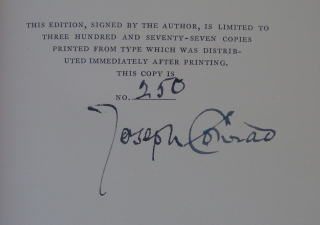 THIS EDITION, SIGNED BY THE AUTHOR, IS LIMITED TO
THREE HUNDRED AND SEVENTY-SEVEN COPIES
PRINTED FROM TYPE WHICH WAS DISTRIB-
UTED IMMEDIATELY AFTER PRINTING.
THIS COPY IS
NO. 250
Joseph Conrad